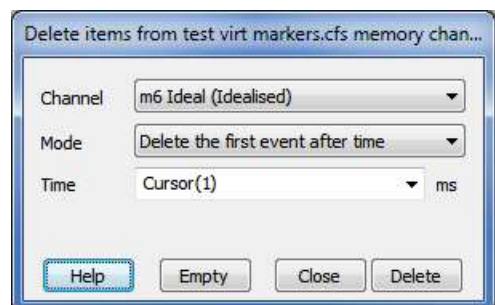 Delete items from test virt markers.cfs memory chan...
Channel m6 Ideal (Idealised)
Mode Delete the first event after time
Time Cursor(1) ms
Help Empty Close Delete